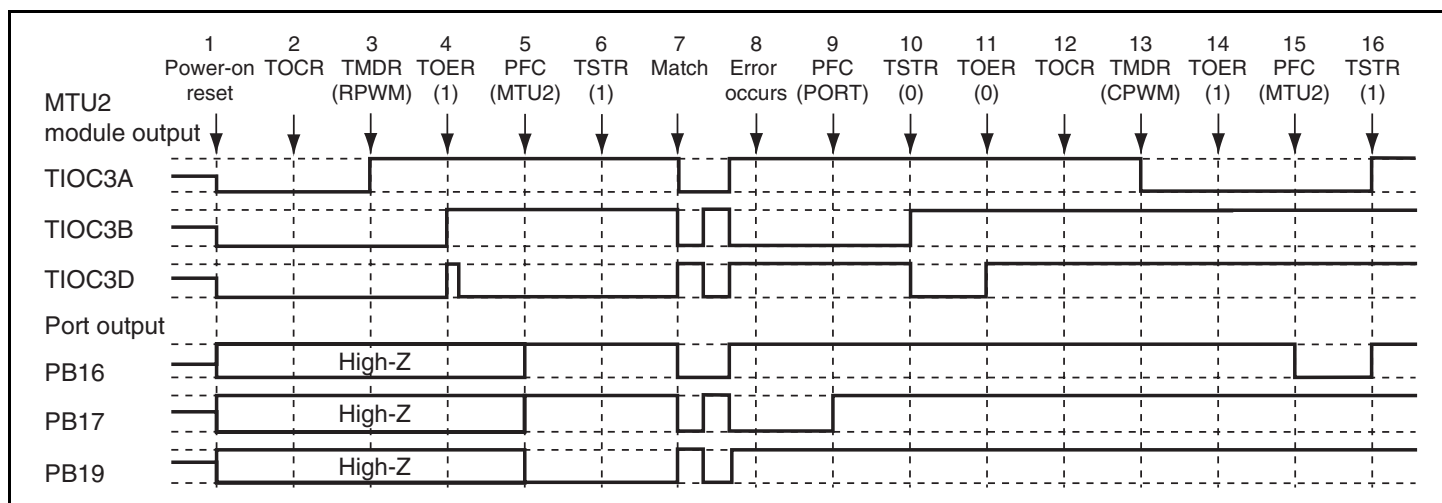 1 2 3 4 5 6 7 8 9 10 11 12 13 14 15 16
Power-on TOCR TMDR TOER PFC TSTR Match Error PFC TSTR TOER TOCR TMDR TOER PFC TSTR
reset (RPWM) (1) (MTU2) (1) occurs (PORT) (0) (0) (CPWM) (1) (MTU2) (1)
MTU2
module output
TIOC3A
TIOC3B
TIOC3D
Port output
PB16 High-Z
PB17 High-Z
PB19 High-Z